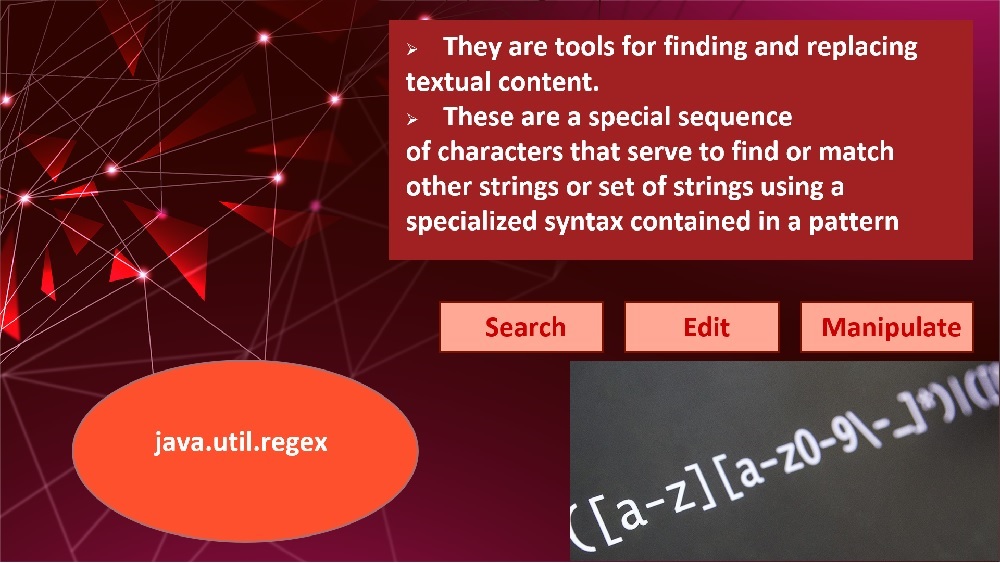 ➢ They are tools for finding and replacing
textual content.
➢ These are a special sequence
of characters that serve to find or match
other strings or set of strings using a
specialized syntax contained in a pattern
Search Edit Manipulate
java.util.regex
([a-z][a-z0-9\-_]*)|(